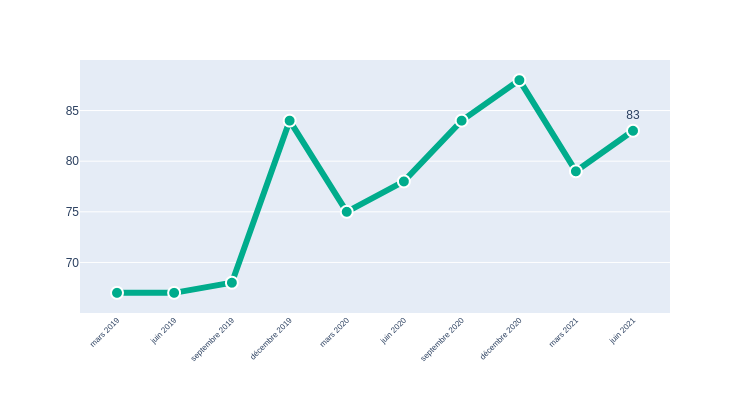 83
85
80
75
70
mars 2019
juin 2019
septembre 2019
décembre 2019
mars 2020
juin 2020
septembre 2020
décembre 2020
mars 2021
juin 2021